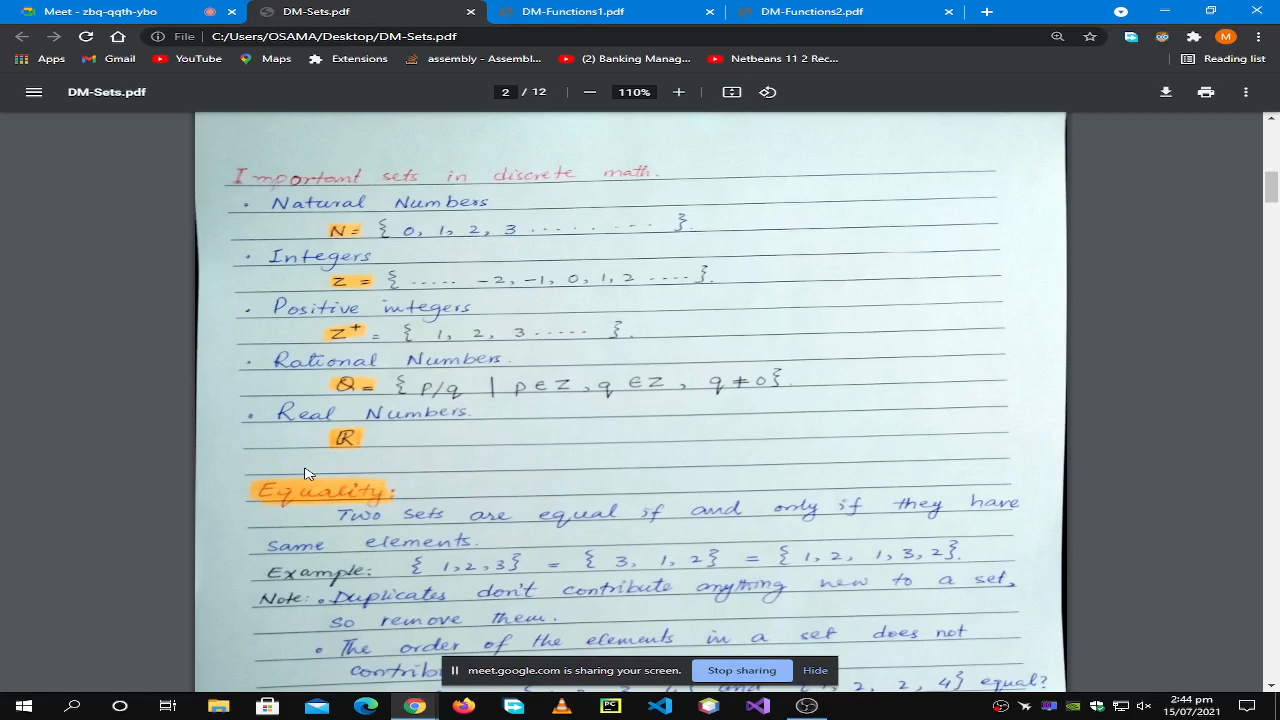 Meet - zbq-qqth-ybo
DM-Sets.pdf
DM-Functions1.pdf
DM-Functions2.pdf
File
C:/Users/OSAMA/Desktop/DM-Sets.pdf
M
Apps
Gmail
YouTube
Maps
Extensions
assembly - Assembl...
(2) Banking Manag...
Netbeans 11 2 Rec...
Reading list
DM-Sets.pdf
2 / 12
110%
Important sets in discrete math.
• Natural Numbers
N = { 0, 1, 2, 3 ......... }.
• Integers
Z = { ..... -2, -1, 0, 1, 2 .... }.
• Positive integers
Z⁺ = { 1, 2, 3 ..... }.
• Rational Numbers.
Q = { p/q | p ∈ Z, q ∈ Z, q ≠ 0 }.
• Real Numbers.
ℝ
Equality:
Two sets are equal if and only if they have
same elements.
Example: { 1,2,3} = { 3, 1, 2} = { 1, 2, 1, 3, 2}.
Note: • Duplicates don't contribute anything new to a set,
so remove them.
• The order of the elements in a set does not
meet.google.com is sharing your screen.
Stop sharing
Hide
2, 2, 4} equal?
2:44 pm
15/07/2021